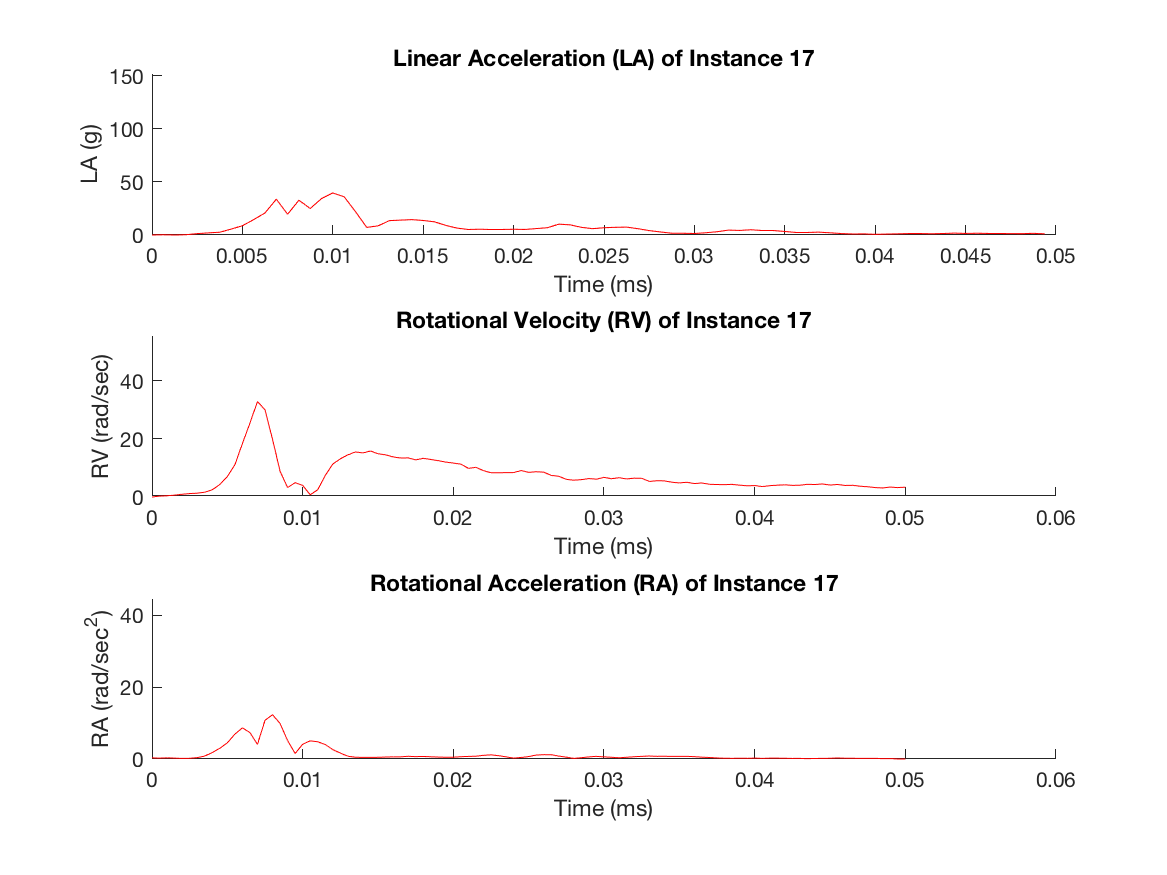 Linear Acceleration (LA) of Instance 17
150
100
50
0
LA (g)
0 0.005 0.01 0.015 0.02 0.025 0.03 0.035 0.04 0.045 0.05
Time (ms)
Rotational Velocity (RV) of Instance 17
40
20
0
RV (rad/sec)
0 0.01 0.02 0.03 0.04 0.05 0.06
Time (ms)
Rotational Acceleration (RA) of Instance 17
40
20
0
RA (rad/sec²)
0 0.01 0.02 0.03 0.04 0.05 0.06
Time (ms)